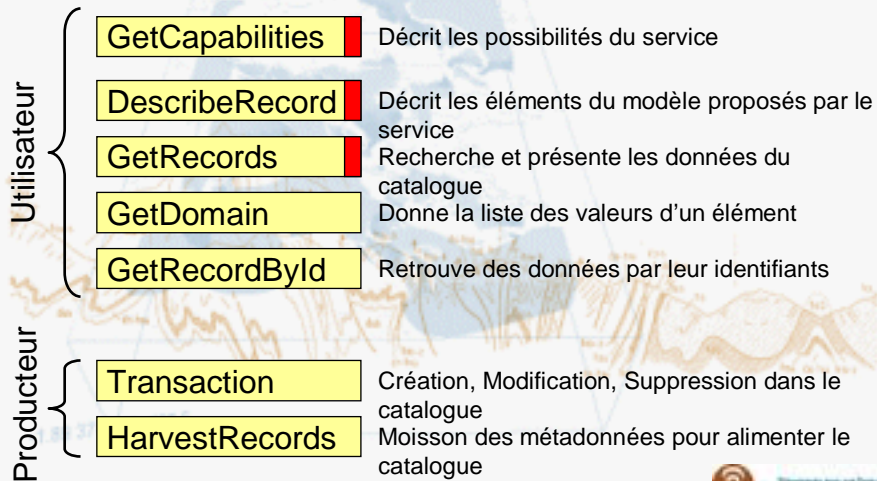 Utilisateur
GetCapabilities
Décrit les possibilités du service
DescribeRecord
Décrit les éléments du modèle proposés par le
service
GetRecords
Recherche et présente les données du
catalogue
GetDomain
Donne la liste des valeurs d'un élément
GetRecordById
Retrouve des données par leur identifiants
Producteur
Transaction
Création, Modification, Suppression dans le
catalogue
HarvestRecords
Moisson des métadonnées pour alimenter le
catalogue